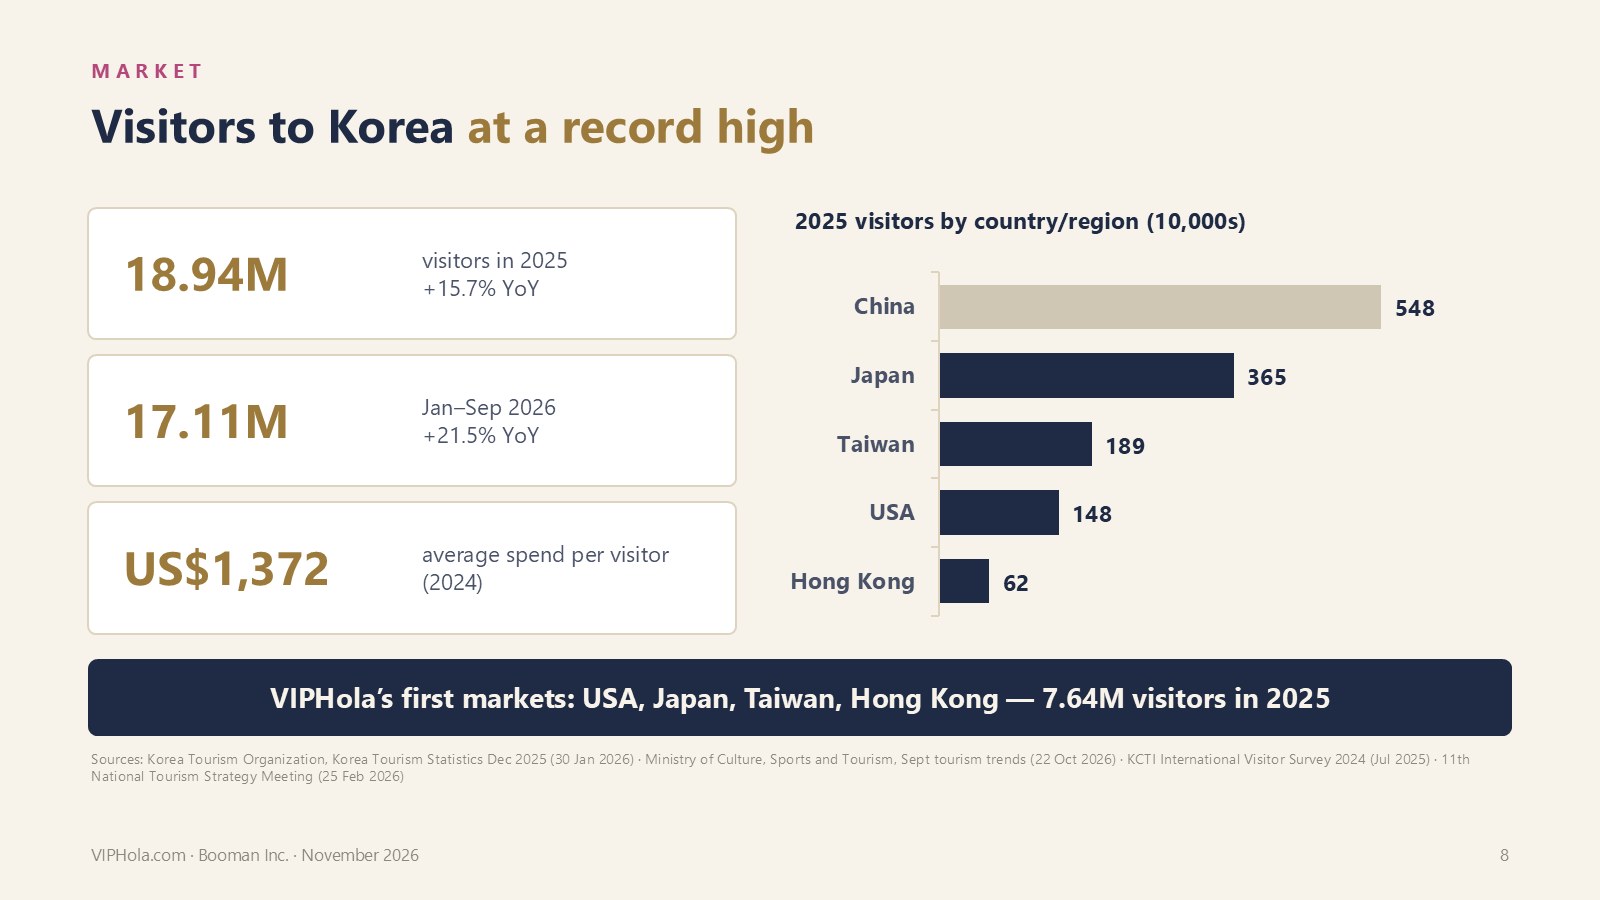 MARKET
Visitors to Korea at a record high
18.94M
visitors in 2025
+15.7% YoY
17.11M
Jan–Sep 2026
+21.5% YoY
US$1,372
average spend per visitor
(2024)
2025 visitors by country/region (10,000s)
China 548
Japan 365
Taiwan 189
USA 148
Hong Kong 62
VIPHola’s first markets: USA, Japan, Taiwan, Hong Kong — 7.64M visitors in 2025
Sources: Korea Tourism Organization, Korea Tourism Statistics Dec 2025 (30 Jan 2026) · Ministry of Culture, Sports and Tourism, Sept tourism trends (22 Oct 2026) · KCTI International Visitor Survey 2024 (Jul 2025) · 11th
National Tourism Strategy Meeting (25 Feb 2026)
VIPHola.com · Booman Inc. · November 2026
8